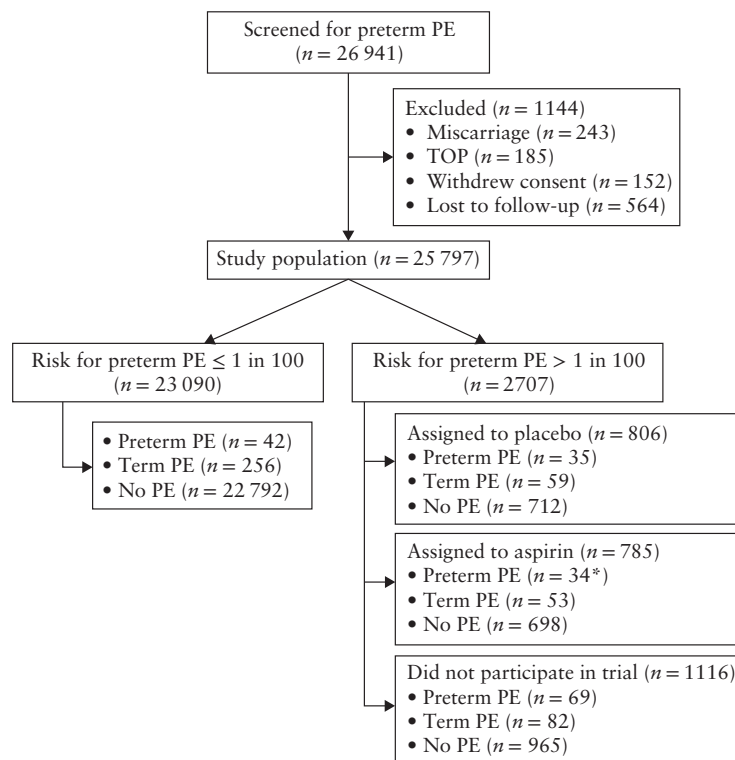 Screened for preterm PE
(n = 26 941)
Excluded (n = 1144)
• Miscarriage (n = 243)
• TOP (n = 185)
• Withdrew consent (n = 152)
• Lost to follow-up (n = 564)
Study population (n = 25 797)
Risk for preterm PE ≤ 1 in 100
(n = 23 090)
• Preterm PE (n = 42)
• Term PE (n = 256)
• No PE (n = 22 792)
Risk for preterm PE > 1 in 100
(n = 2707)
Assigned to placebo (n = 806)
• Preterm PE (n = 35)
• Term PE (n = 59)
• No PE (n = 712)
Assigned to aspirin (n = 785)
• Preterm PE (n = 34*)
• Term PE (n = 53)
• No PE (n = 698)
Did not participate in trial (n = 1116)
• Preterm PE (n = 69)
• Term PE (n = 82)
• No PE (n = 965)